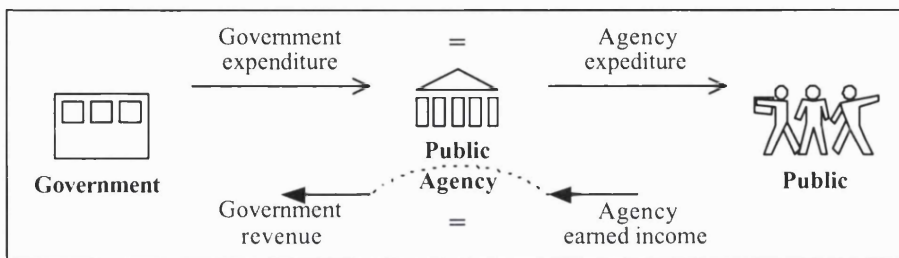 Government
expenditure
=
Agency
expediture
Government
Public
Agency
Public
Government
revenue
=
Agency
earned income